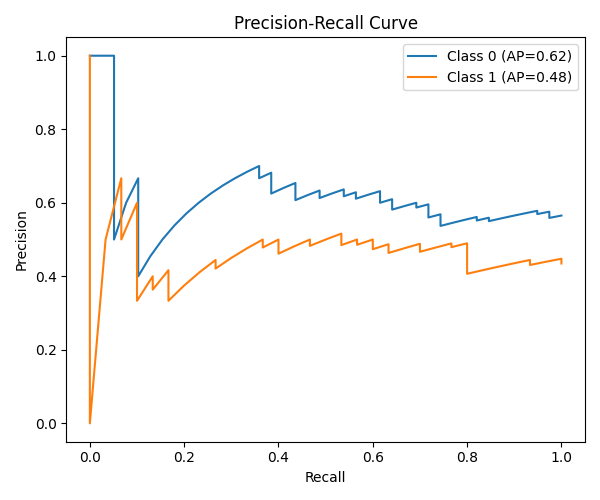 Precision-Recall Curve
Class 0 (AP=0.62)
Class 1 (AP=0.48)
Precision
1.0
0.8
0.6
0.4
0.2
0.0
0.0 0.2 0.4 0.6 0.8 1.0
Recall